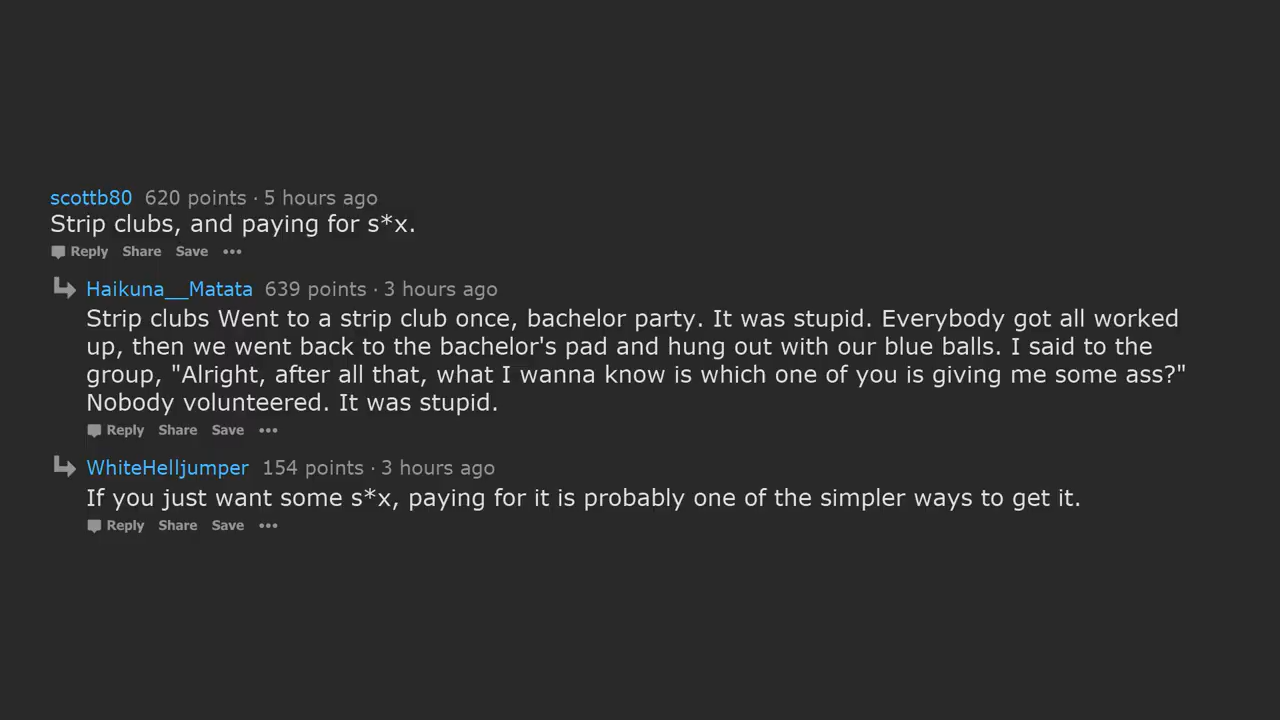 scottb80 620 points · 5 hours ago
Strip clubs, and paying for s*x.
Reply Share Save •••
Haikuna__Matata 639 points · 3 hours ago
Strip clubs Went to a strip club once, bachelor party. It was stupid. Everybody got all worked
up, then we went back to the bachelor's pad and hung out with our blue balls. I said to the
group, "Alright, after all that, what I wanna know is which one of you is giving me some ass?"
Nobody volunteered. It was stupid.
Reply Share Save •••
WhiteHelljumper 154 points · 3 hours ago
If you just want some s*x, paying for it is probably one of the simpler ways to get it.
Reply Share Save •••